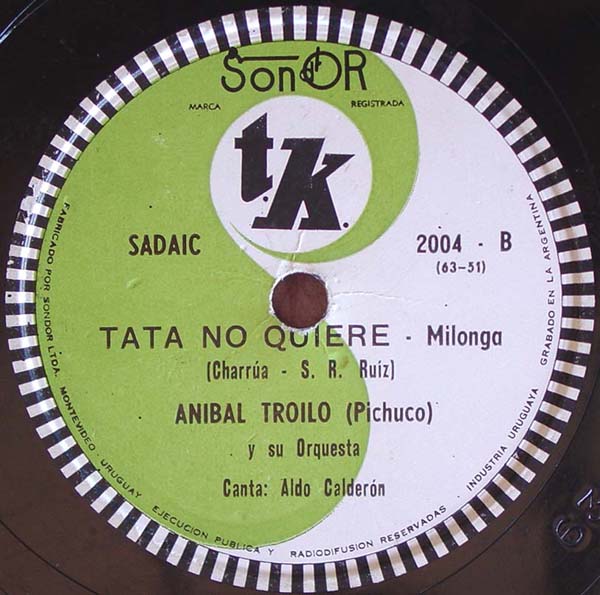 SonDOR
MARCA REGISTRADA
t.k.
SADAIC
2004 - B
(63-51)
TATA NO QUIERE - Milonga
(Charrúa - S. R. Ruíz)
ANIBAL TROILO (Pichuco)
y su Orquesta
Canta: Aldo Calderón
FABRICADO POR SONDOR LTDA. MONTEVIDEO - URUGUAY EJECUCION PUBLICA Y RADIODIFUSION RESERVADAS - INDUSTRIA URUGUAYA GRABADO EN LA ARGENTINA